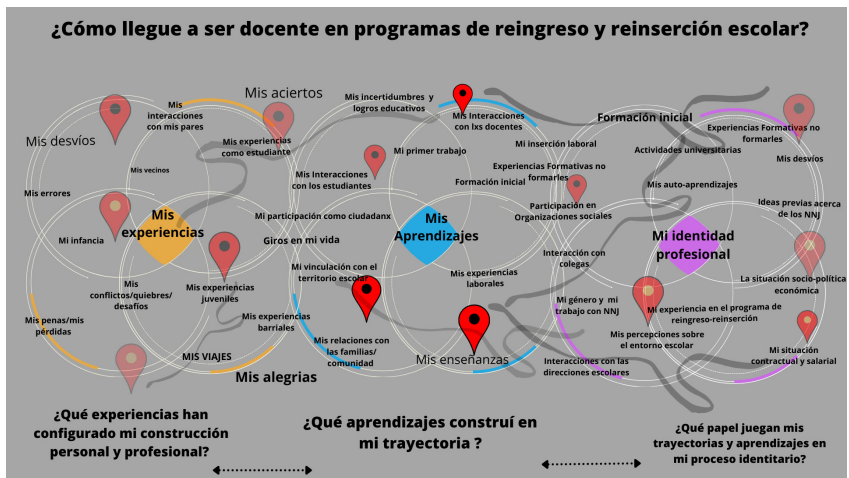 ¿Cómo llegue a ser docente en programas de reingreso y reinserción escolar?
Mis desvíos
Mis
interacciones
con mis pares
Mis aciertos
Mis experiencias
como estudiante
Mis vecinos
Mis errores
Mis
experiencias
Mi infancia
Mis
conflictos/quiebres/
desafíos
Mis experiencias
juveniles
Mis penas/mis
pérdidas
Mis experiencias
barriales
MIS VIAJES
Mis alegrias
Mis incertidumbres y
logros educativos
Mis Interacciones
con lxs docentes
Mi primer trabajo
Mi inserción laboral
Mis Interacciones
con los estudiantes
Formación inicial
Experiencias Formativas no
formarles
Mi participación como ciudadanx
Giros en mi vida
Mis
Aprendizajes
Participación en
Organizaciones sociales
Mi vinculación con el
territorio escolar
Mis experiencias
laborales
Mis relaciones con
las familias/
comunidad
Mis enseñanzas
Formación inicial
Experiencias Formativas no
formarles
Actividades universitarias
Mis desvíos
Mis auto-aprendizajes
Ideas previas acerca
de los NNJ
Mi identidad
profesional
Interacción con
colegas
La situación socio-política
económica
Mi género y mi
trabajo con NNJ
Mi experiencia en el programa de
reingreso-reinserción
Mis percepciones sobre
el entorno escolar
Mi situación
contractual y salarial
Interacciones con las
direcciones escolares
¿Qué experiencias han
configurado mi construcción
personal y profesional?
¿Qué aprendizajes construí en
mi trayectoria ?
¿Qué papel juegan mis
trayectorias y aprendizajes en
mi proceso identitario?